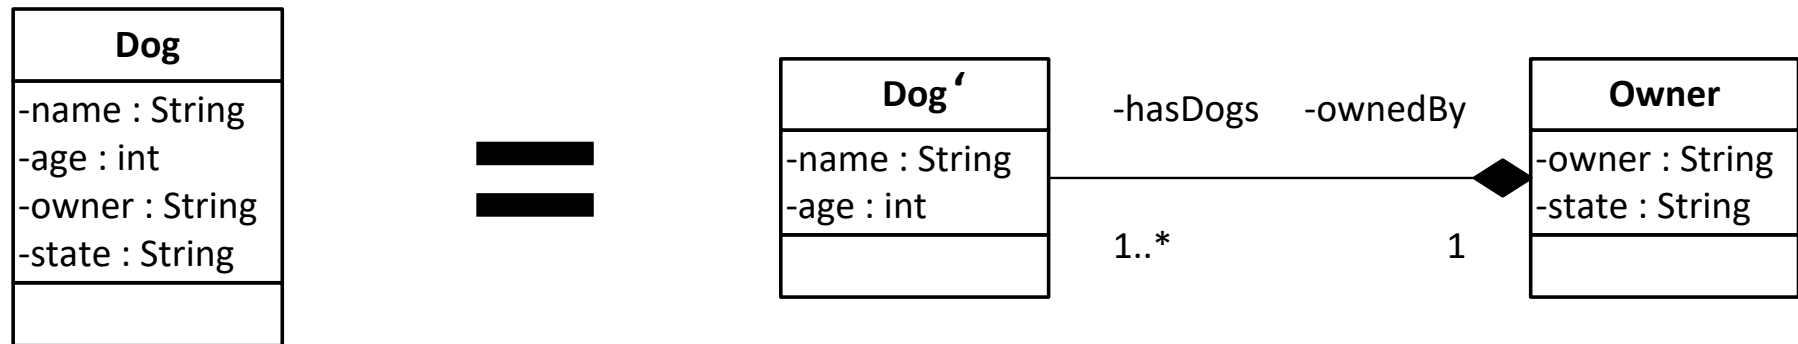 Dog
-name : String
-age : int
-owner : String
-state : String
Dog‘
-name : String
-age : int
-hasDogs
-ownedBy
1..*
1
Owner
-owner : String
-state : String